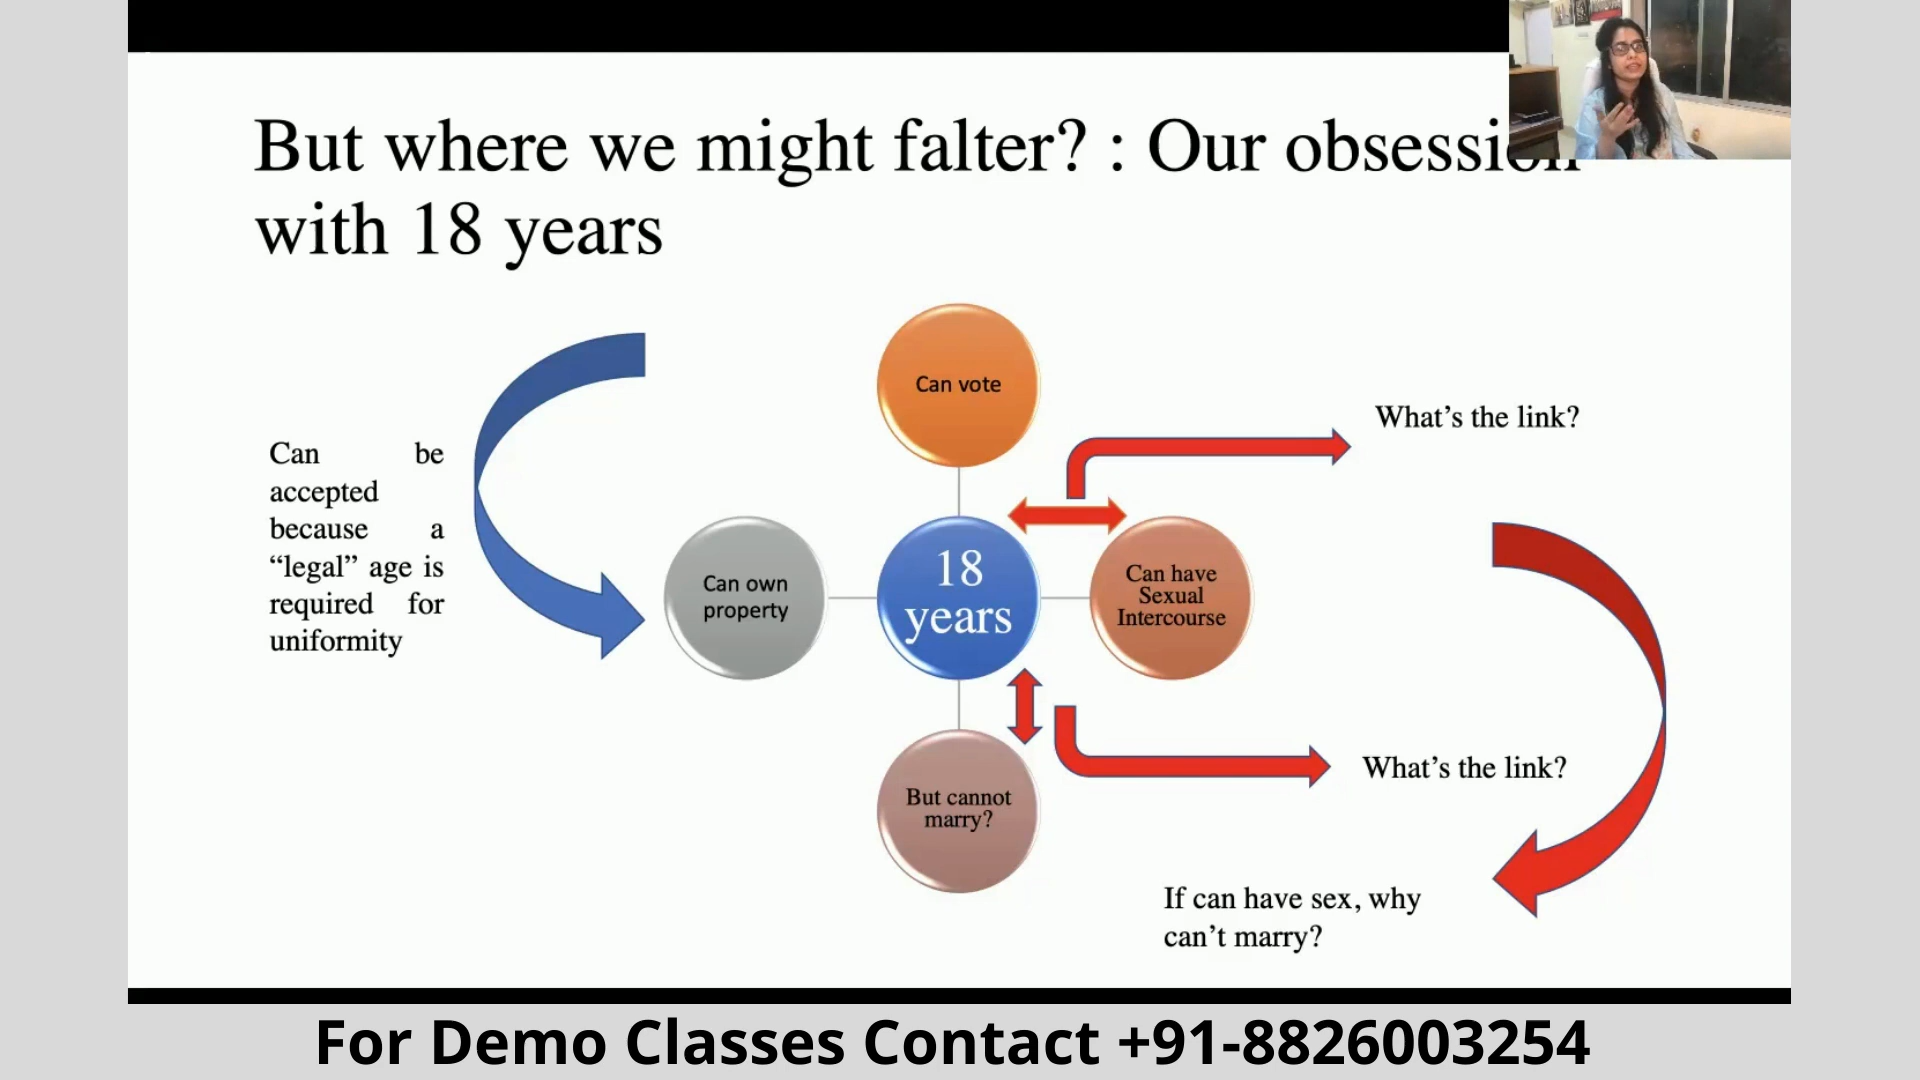 But where we might falter? : Our obsession
with 18 years
Can vote
What’s the link?
Can be
accepted
because a
“legal” age is
required for
uniformity
Can own
property
18
years
Can have
Sexual
Intercourse
What’s the link?
But cannot
marry?
If can have sex, why
can’t marry?
For Demo Classes Contact +91-8826003254